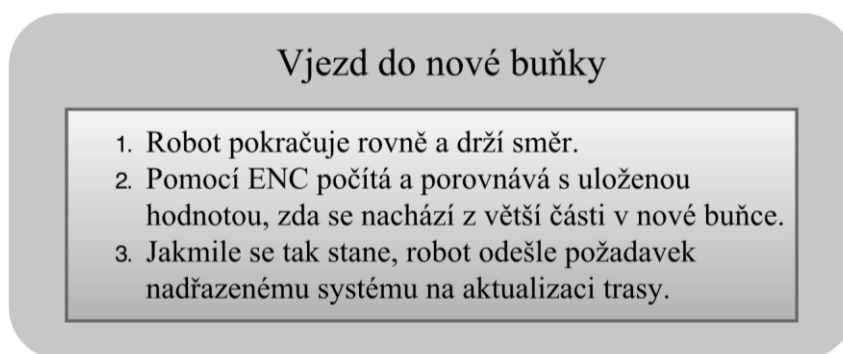 Vjezd do nové buňky
1. Robot pokračuje rovně a drží směr.
2. Pomocí ENC počítá a porovnává s uloženou
hodnotou, zda se nachází z větší části v nové buňce.
3. Jakmile se tak stane, robot odešle požadavek
nadřazenému systému na aktualizaci trasy.